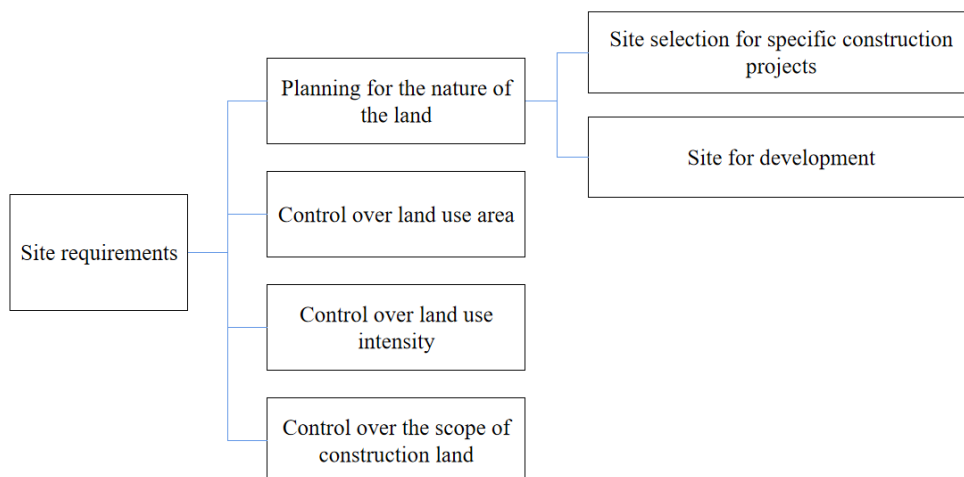 Site requirements
Planning for the nature of
the land
Control over land use area
Control over land use
intensity
Control over the scope of
construction land
Site selection for specific construction
projects
Site for development